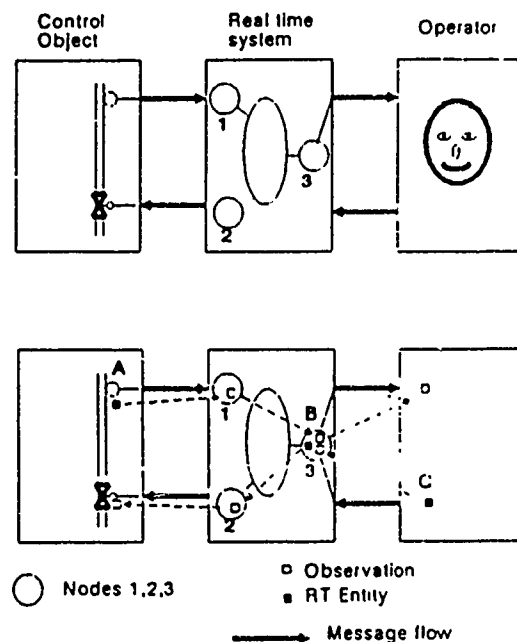 Control
Object
Real time
system
Operator
1
3
2
A
C
1
B
3
2
C
Nodes 1,2,3
Observation
RT Entity
Message flow